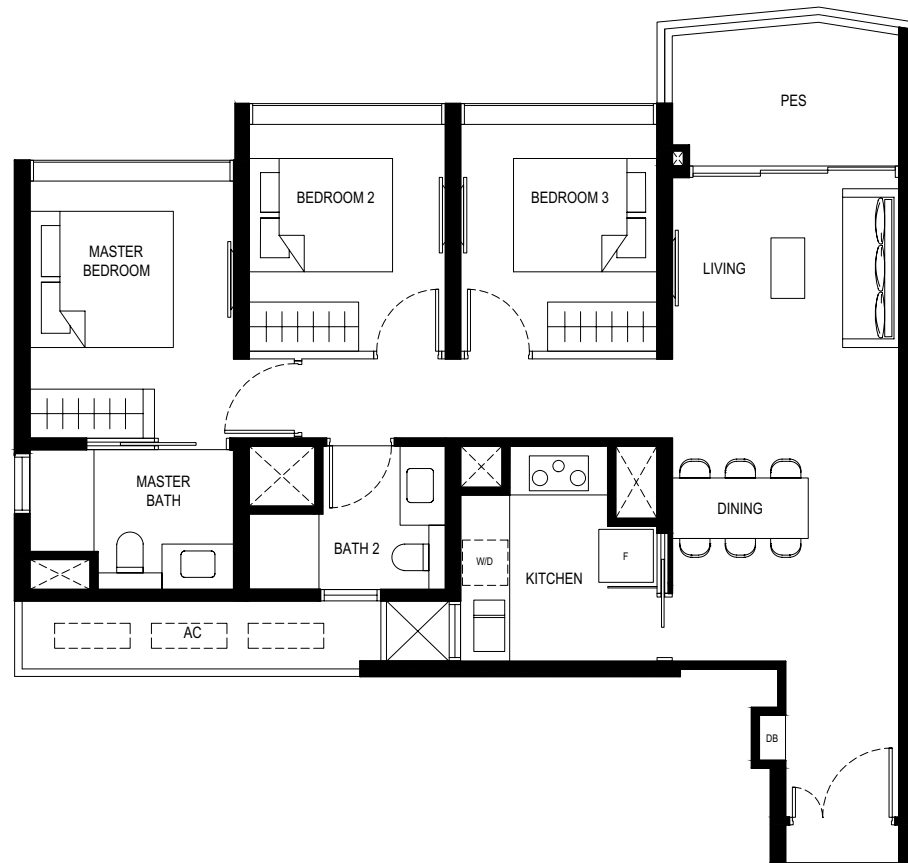 PES
BEDROOM 2
BEDROOM 3
MASTER
BEDROOM
LIVING
MASTER
BATH
DINING
BATH 2
W/D
KITCHEN
F
AC
DB